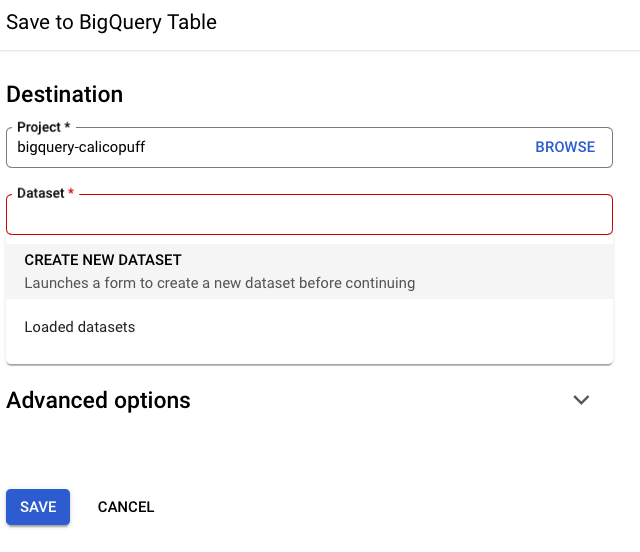 Save to BigQuery Table
Destination
Project *
bigquery-calicopuff BROWSE
Dataset *
CREATE NEW DATASET
Launches a form to create a new dataset before continuing
Loaded datasets
Advanced options
SAVE CANCEL